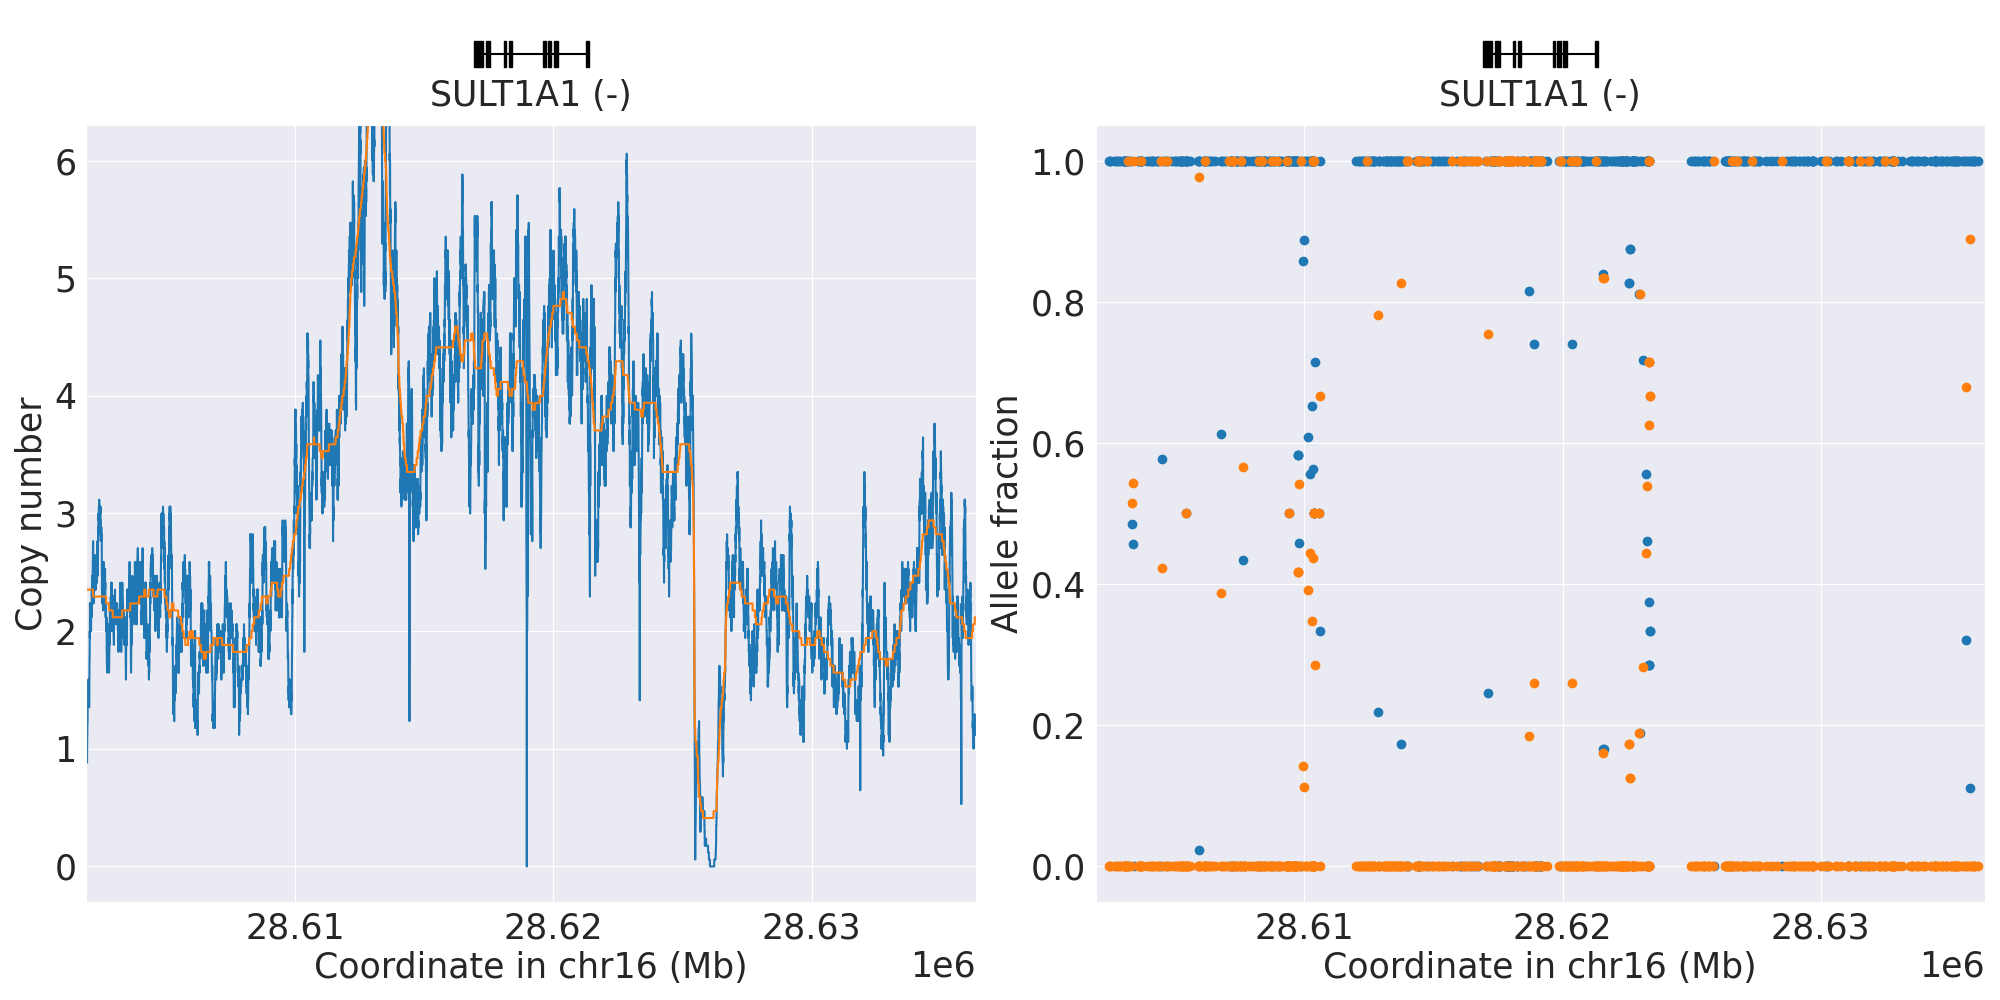 SULT1A1 (-)
Copy number
6
5
4
3
2
1
0
28.61
28.62
28.63
Coordinate in chr16 (Mb)
1e6
SULT1A1 (-)
Allele fraction
1.0
0.8
0.6
0.4
0.2
0.0
28.61
28.62
28.63
Coordinate in chr16 (Mb)
1e6